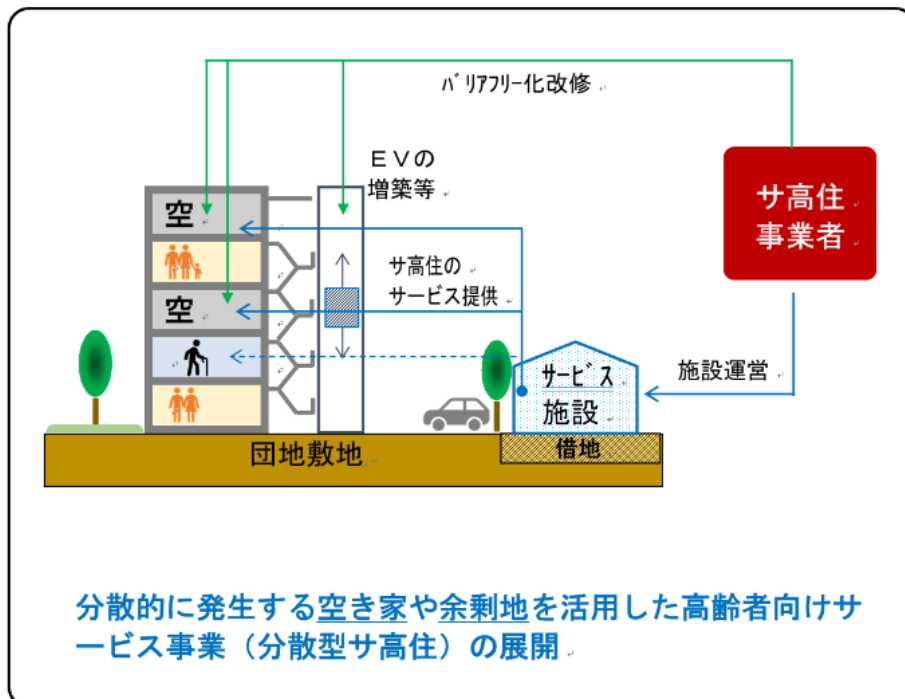 バリアフリー化改修
EVの
増築等
サ高住
事業者
空
サ高住の
サービス提供
空
施設運営
サービス
施設
団地敷地
借地
分散的に発生する空き家や余剰地を活用した高齢者向けサ
ービス事業（分散型サ高住）の展開